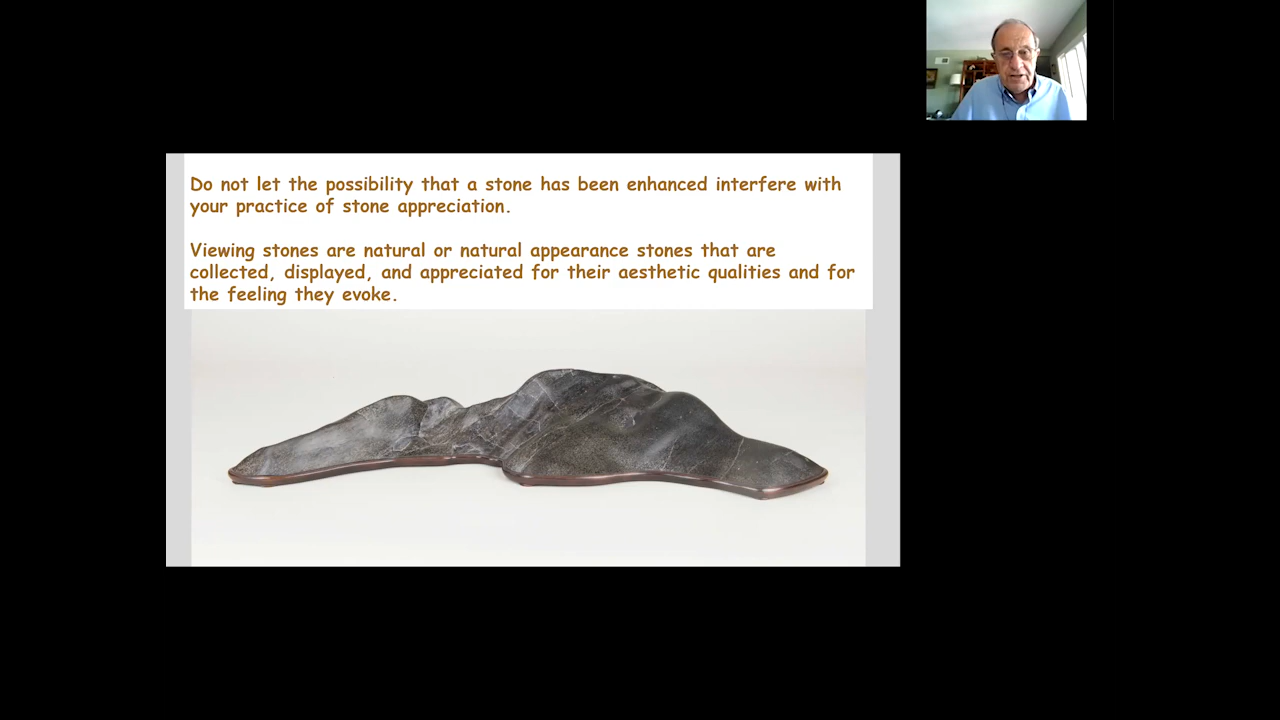 Do not let the possibility that a stone has been enhanced interfere with
your practice of stone appreciation.
Viewing stones are natural or natural appearance stones that are
collected, displayed, and appreciated for their aesthetic qualities and for
the feeling they evoke.